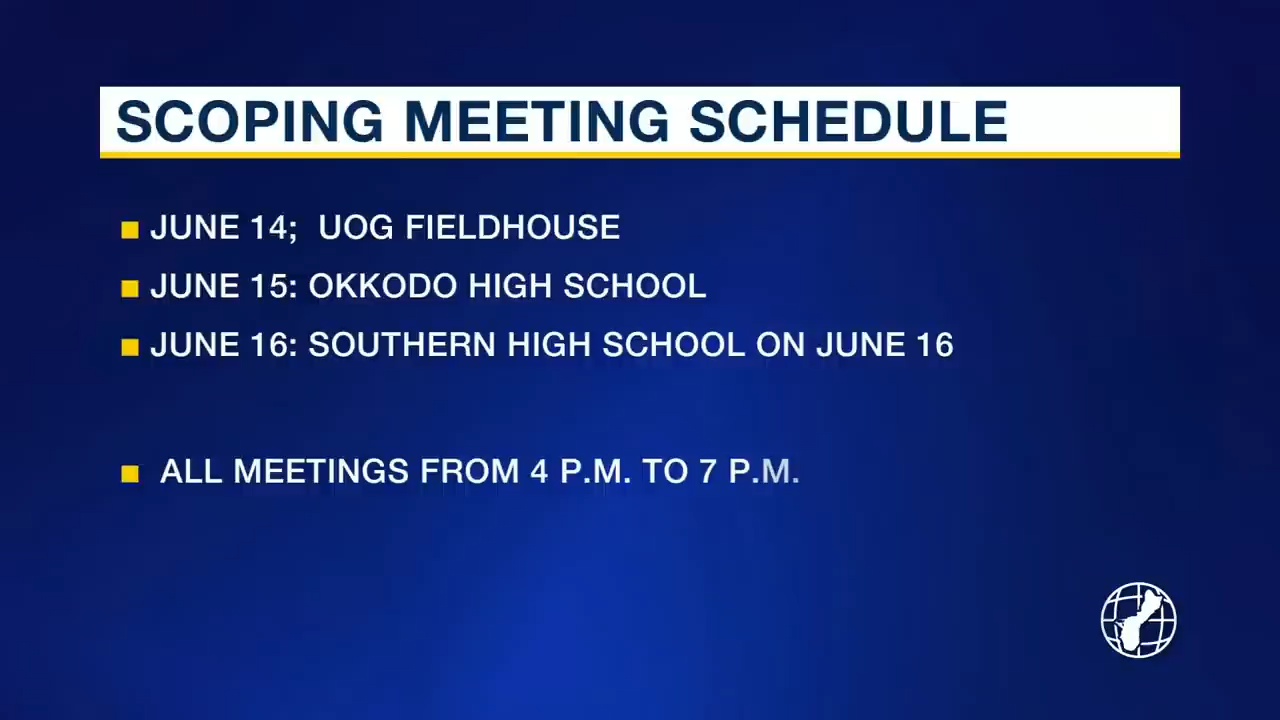 SCOPING MEETING SCHEDULE
JUNE 14;  UOG FIELDHOUSE
JUNE 15: OKKODO HIGH SCHOOL
JUNE 16: SOUTHERN HIGH SCHOOL ON JUNE 16
ALL MEETINGS FROM 4 P.M. TO 7 P.M.